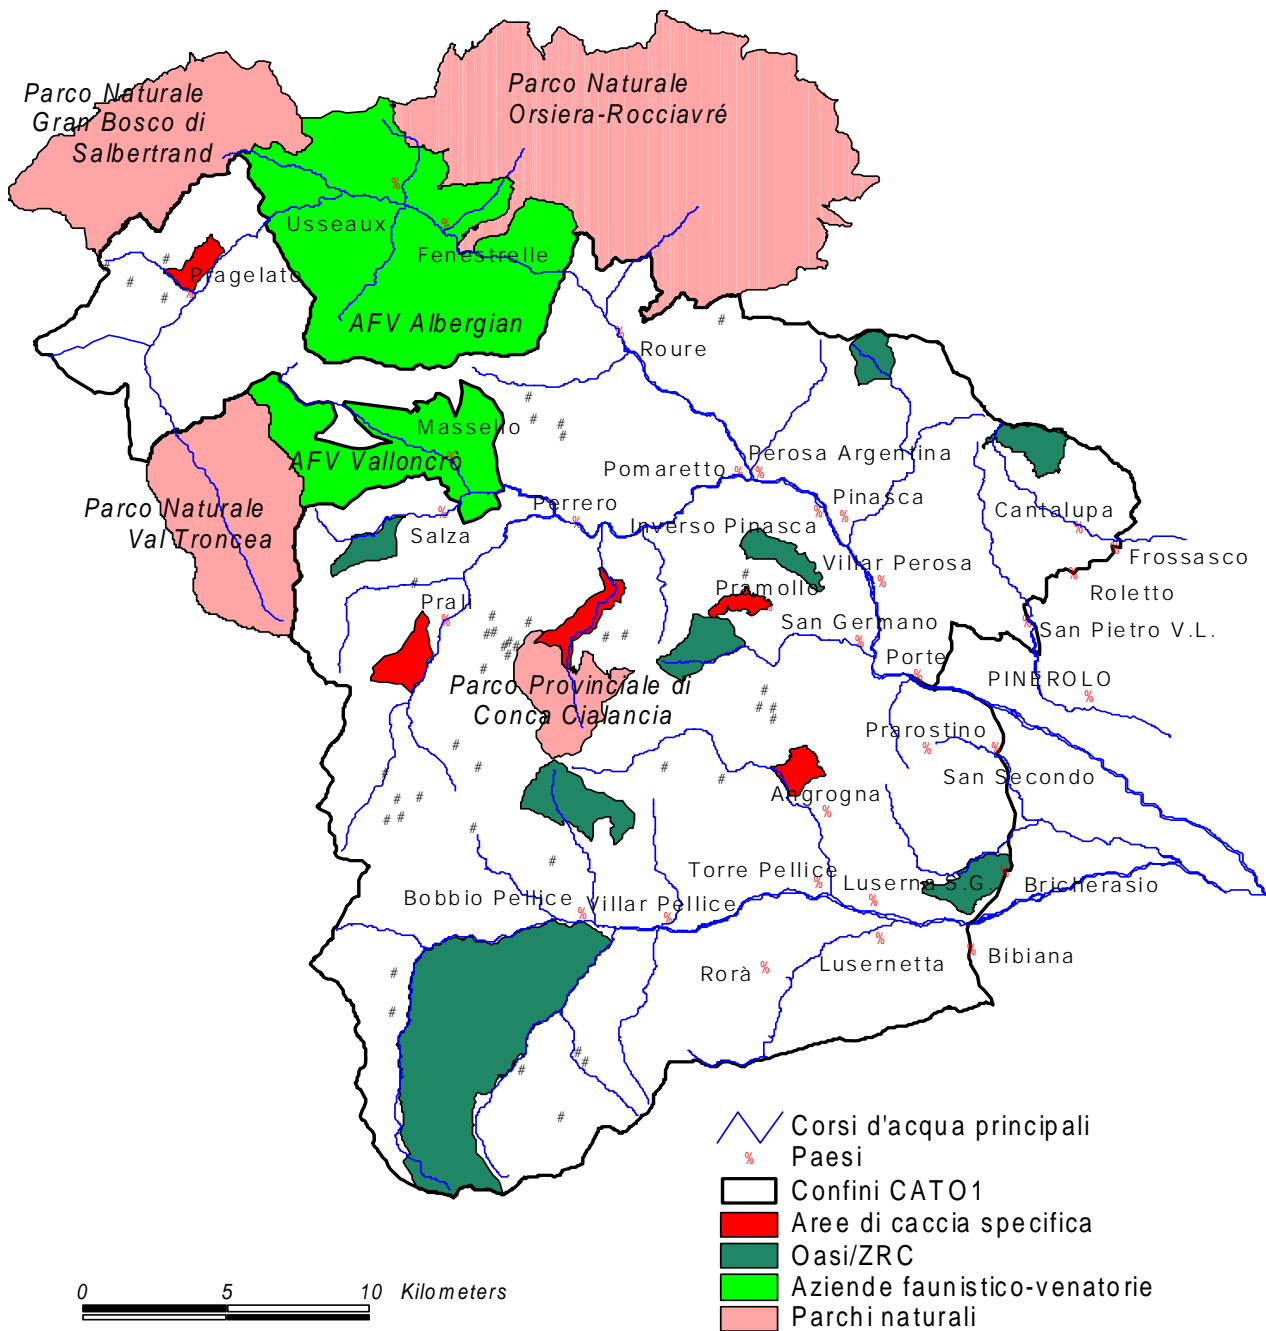 Parco Naturale
Gran Bosco di
Salbertrand
Parco Naturale
Orsiera-Rocciavré
Usseaux
Fenestrelle
Pragelato
AFV Albergian
Roure
Massello
AFV Valloncrò
Perosa Argentina
Pomaretto
Pinasca
Parco Naturale
Val Troncea
Perrero
Inverso Pinasca
Cantalupa
Salza
Frossasco
Villar Perosa
Pramollo
Roletto
Prali
San Germano
San Pietro V.L.
Porte
Parco Provinciale di
Conca Cialancia
PINEROLO
Prarostino
San Secondo
Angrogna
Torre Pellice
Luserna S.G.
Bricherasio
Bobbio Pellice
Villar Pellice
Rorà
Lusernetta
Bibiana
Corsi d'acqua principali
% Paesi
Confini CATO1
Aree di caccia specifica
Oasi/ZRC
Aziende faunistico-venatorie
Parchi naturali
0 5 10 Kilometers